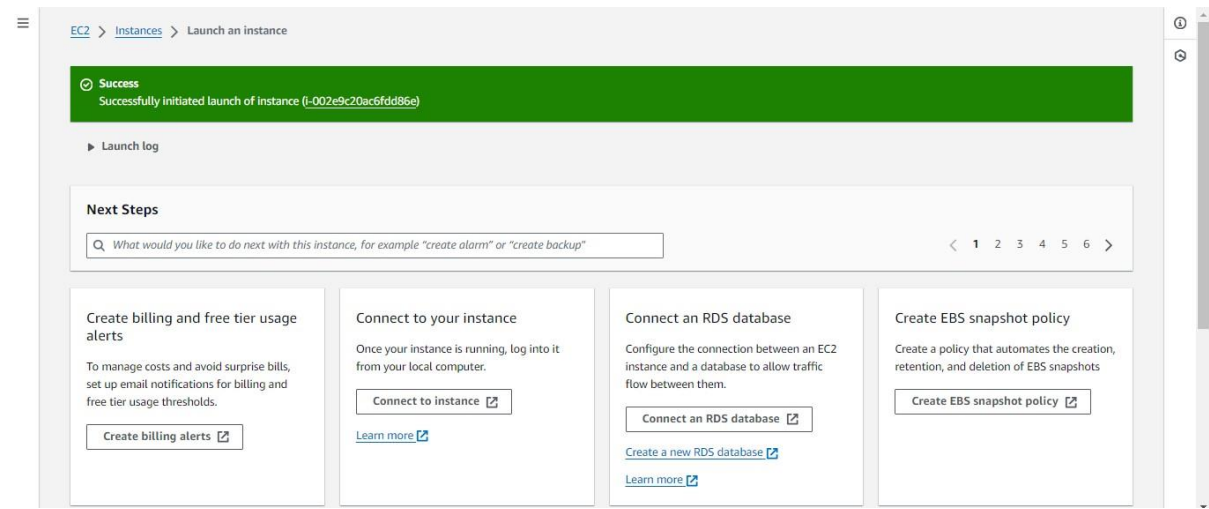 EC2 > Instances > Launch an instance
Success
Successfully initiated launch of instance (i-002e9c20ac6fdd86e)
Launch log
Next Steps
What would you like to do next with this instance, for example "create alarm" or "create backup"
< 1 2 3 4 5 6 >
Create billing and free tier usage
alerts
To manage costs and avoid surprise bills,
set up email notifications for billing and
free tier usage thresholds.
Create billing alerts
Connect to your instance
Once your instance is running, log into it
from your local computer.
Connect to instance
Learn more
Connect an RDS database
Configure the connection between an EC2
instance and a database to allow traffic
flow between them.
Connect an RDS database
Create a new RDS database
Learn more
Create EBS snapshot policy
Create a policy that automates the creation,
retention, and deletion of EBS snapshots
Create EBS snapshot policy